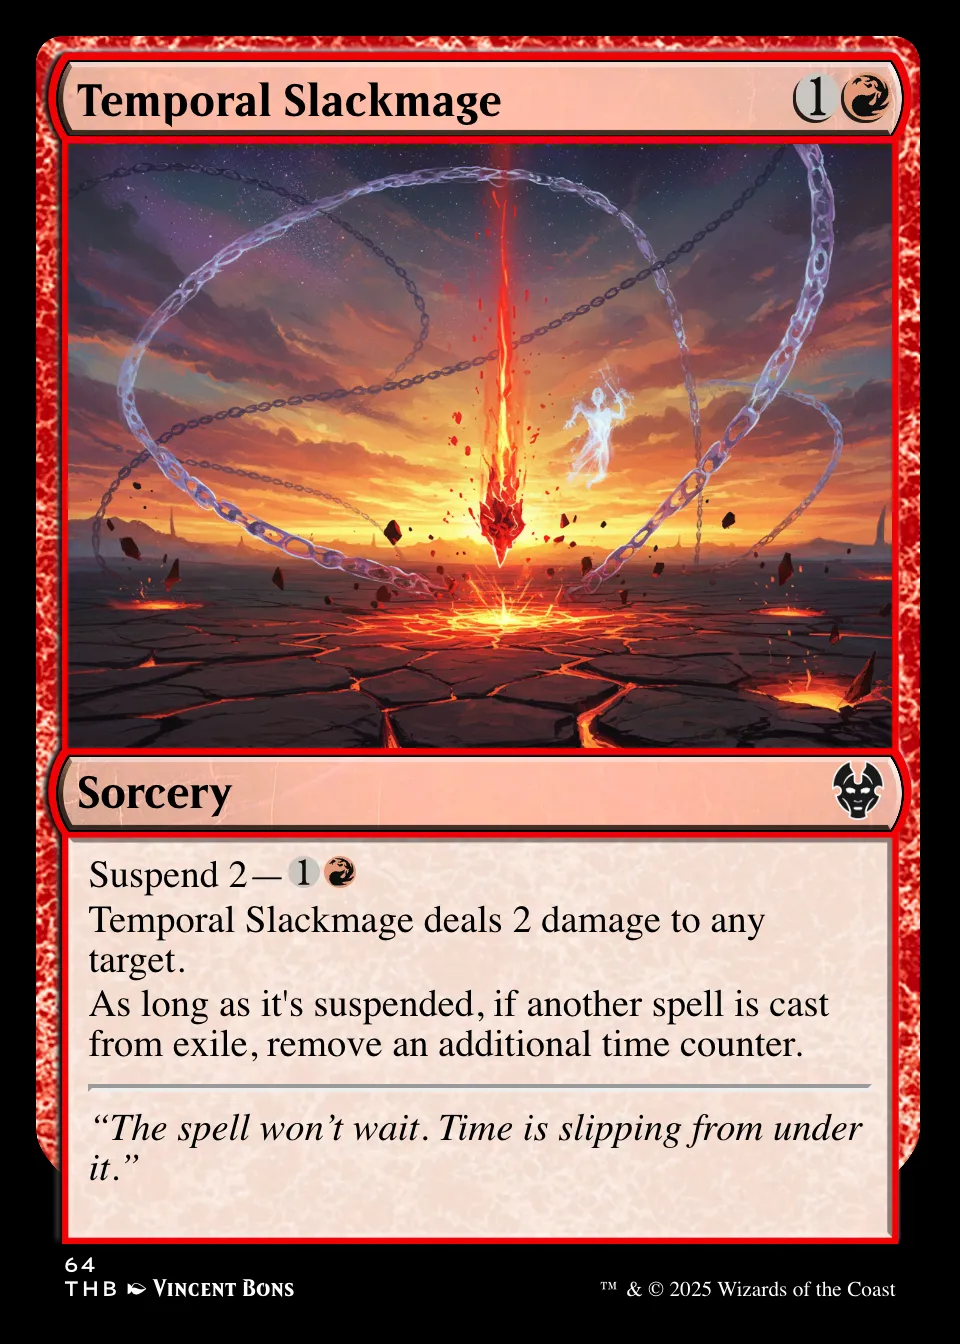 Temporal Slackmage 1
Sorcery
Suspend 2—1
Temporal Slackmage deals 2 damage to any
target.
As long as it's suspended, if another spell is cast
from exile, remove an additional time counter.
“The spell won’t wait. Time is slipping from under
it.”
64
THB VINCENT BONS
™ & © 2025 Wizards of the Coast